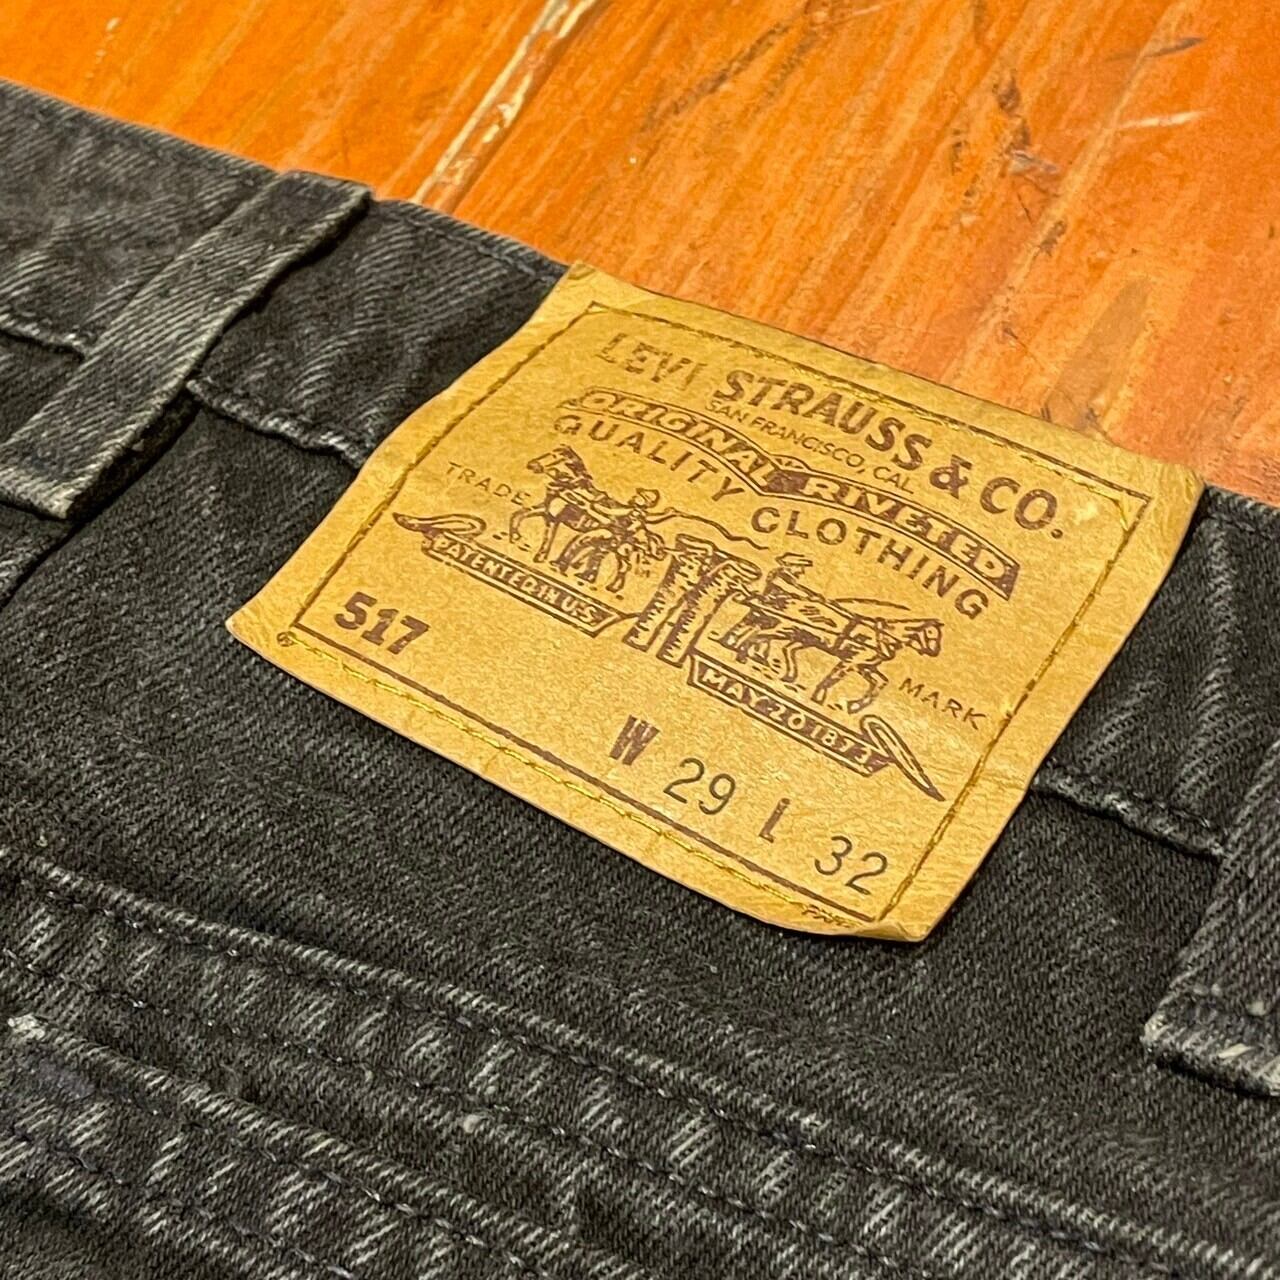 LEVI STRAUSS & CO.
SAN FRANCISCO, CAL
ORIGINAL RIVETED
QUALITY CLOTHING
TRADE MARK
PATENTED IN U.S.
MAY 20 1873
517
W 29 L 32